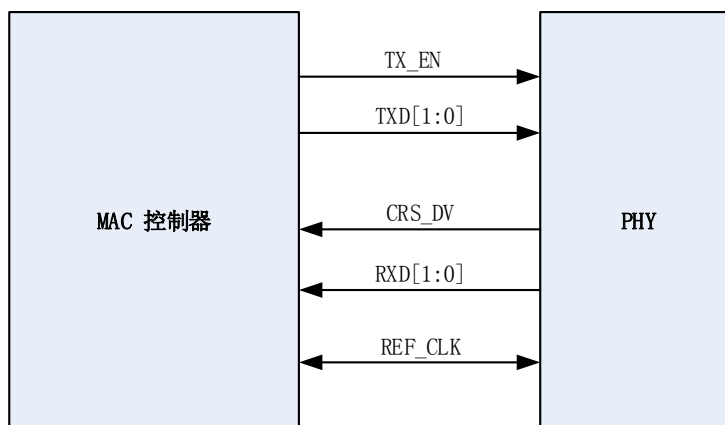 TX_EN
TXD[1:0]
MAC 控制器
CRS_DV
PHY
RXD[1:0]
REF_CLK